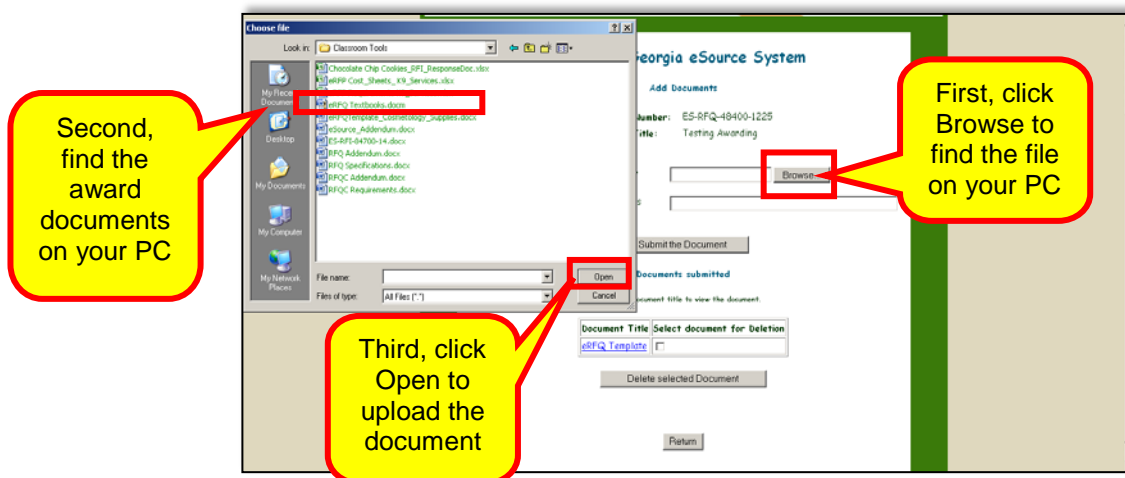 Choose file
Look in: Classroom Tools
My Recent Documents
Desktop
My Documents
My Computer
My Network Places
Chocolate Chip Cookies_RFI_ResponseDoc.xlsx
eRFP Cost_Sheets_ K9_Services.xlsx
eRFQ Textbooks.docm
eRFQTemplate_Cosmetology_Supplies.docx
eSource_Addendum.docx
ES-RFI-84700-14.docx
RFQ Addendum.docx
RFQ Specifications.docx
RFQC Addendum.docx
RFQC Requirements.docx
File name:
Open
Files of type: All Files (*.*)
Cancel
Georgia eSource System
Add Documents
Number: ES-RFQ-48400-1225
Title: Testing Awarding
Browse...
Submit the Document
Documents submitted
document title to view the document.
Document Title Select document for Deletion
eRFQ Template
Delete selected Document
Return
Second,
find the
award
documents
on your PC
First, click
Browse to
find the file
on your PC
Third, click
Open to
upload the
document